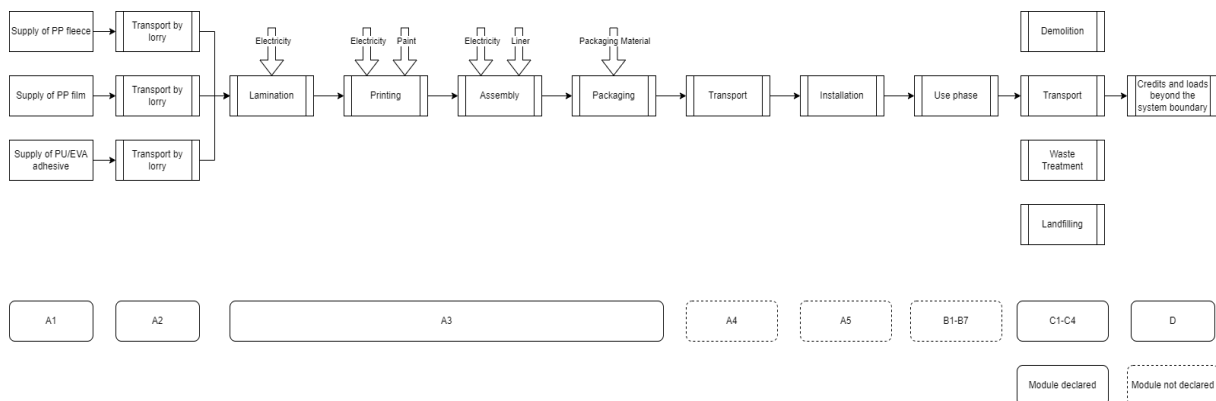 Supply of PP fleece
Transport by
lorry
Demolition
Electricity
Electricity
Paint
Electricity
Liner
Packaging Material
Supply of PP film
Transport by
lorry
Lamination
Printing
Assembly
Packaging
Transport
Installation
Use phase
Transport
Credits and loads
beyond the
system boundary
Supply of PU/EVA
adhesive
Transport by
lorry
Waste
Treatment
Landfilling
A1
A2
A3
A4
A5
B1-B7
C1-C4
D
Module declared
Module not declared